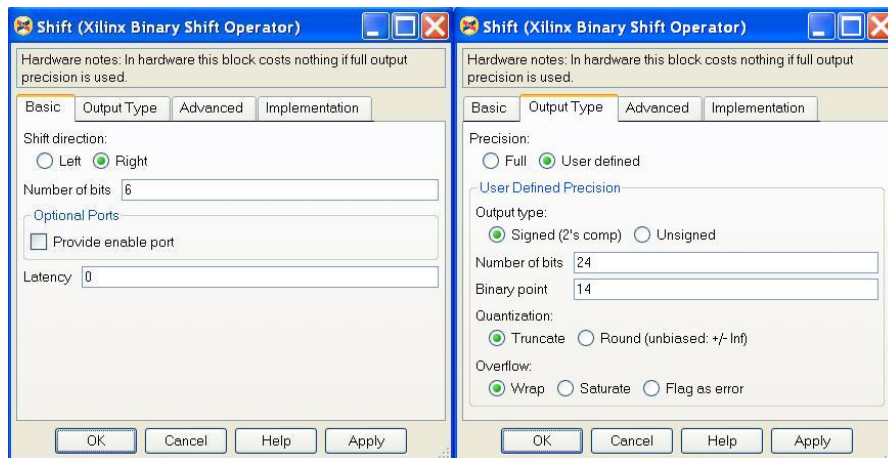 Shift (Xilinx Binary Shift Operator)
Hardware notes: In hardware this block costs nothing if full output
precision is used.
Basic Output Type Advanced Implementation
Shift direction:
Left Right
Number of bits 6
Optional Ports
Provide enable port
Latency 0
OK Cancel Help Apply
Shift (Xilinx Binary Shift Operator)
Hardware notes: In hardware this block costs nothing if full output
precision is used.
Basic Output Type Advanced Implementation
Precision:
Full User defined
User Defined Precision
Output type:
Signed (2's comp) Unsigned
Number of bits 24
Binary point 14
Quantization:
Truncate Round (unbiased: +/- Inf)
Overflow:
Wrap Saturate Flag as error
OK Cancel Help Apply